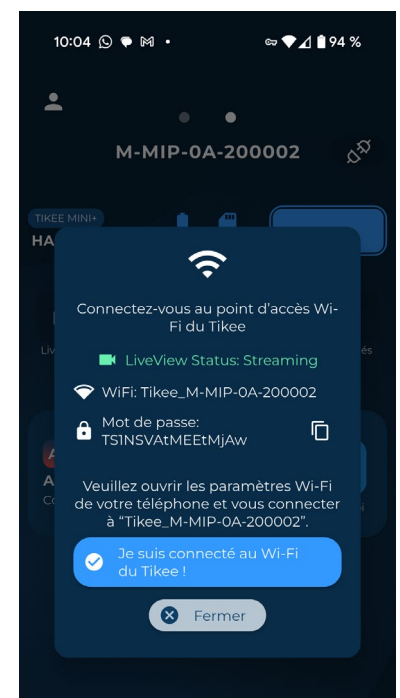 10:04
94 %
M-MIP-0A-200002
TIKEE MINI+
HA
Connectez-vous au point d'accès Wi-
Fi du Tikee
LiveView Status: Streaming
WiFi: Tikee_M-MIP-0A-200002
Mot de passe:
TS1NSVAtMEEtMjAw
Veuillez ouvrir les paramètres Wi-Fi
de votre téléphone et vous connecter
à “Tikee_M-MIP-0A-200002”.
Je suis connecté au Wi-Fi
du Tikee !
Fermer